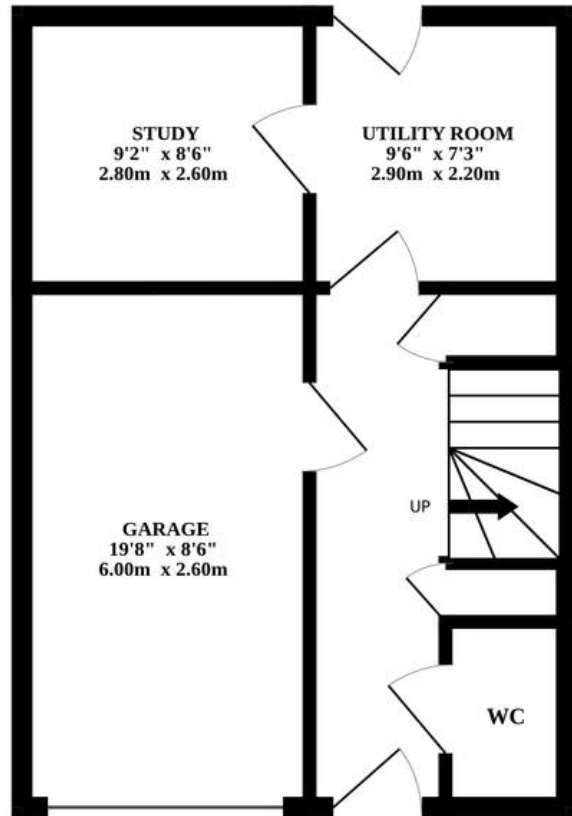 STUDY
9'2" x 8'6"
2.80m x 2.60m
UTILITY ROOM
9'6" x 7'3"
2.90m x 2.20m
UP
GARAGE
19'8" x 8'6"
6.00m x 2.60m
WC